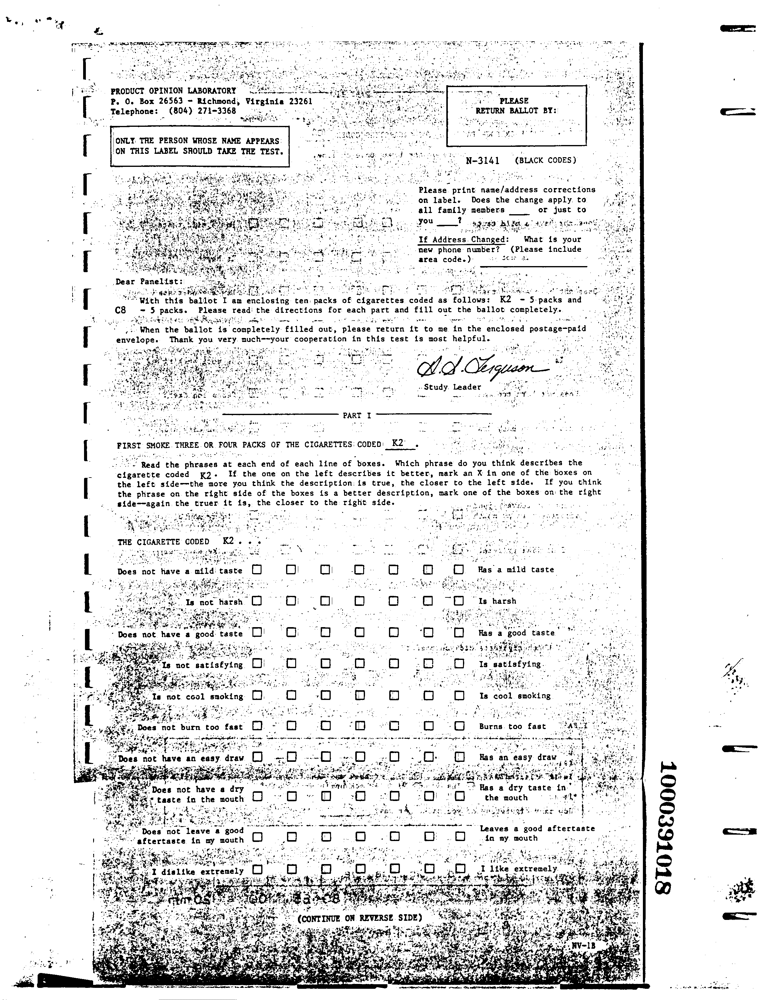 PRODUCT OPINION LABORATORY
P. O. Box 26563 - Richmond, Virginia 23261
Telephone: (804) 271-3368
PLEASE
RETURN BALLOT BY:
ONLY THE PERSON WHOSE NAME APPEARS
ON THIS LABEL SHOULD TAKE THE TEST.
N-3141 (BLACK CODES)
Please print name/address corrections
on label. Does the change apply to
all family members ____ or just to
you ____?
If Address Changed: What is your
new phone number? (Please include
area code.)
Dear Panelist:
With this ballot I am enclosing ten packs of cigarettes coded as follows: K2 - 5 packs and
C8 - 5 packs. Please read the directions for each part and fill out the ballot completely.
When the ballot is completely filled out, please return it to me in the enclosed postage-paid
envelope. Thank you very much--your cooperation in this test is most helpful.
Ferguson
Study Leader
PART I
FIRST SMOKE THREE OR FOUR PACKS OF THE CIGARETTES CODED K2 .
Read the phrases at each end of each line of boxes. Which phrase do you think describes the
cigarette coded K2. If the one on the left describes it better, mark an X in one of the boxes on
the left side--the more you think the description is true, the closer to the left side. If you think
the phrase on the right side of the boxes is a better description, mark one of the boxes on the right
side--again the truer it is, the closer to the right side.
THE CIGARETTE CODED K2 . . .
Does not have a mild taste Has a mild taste
Is not harsh Is harsh
Does not have a good taste Has a good taste
Is not satisfying Is satisfying
Is not cool smoking Is cool smoking
Does not burn too fast Burns too fast
Does not have an easy draw Has an easy draw
Does not have a dry Has a dry taste in
taste in the mouth the mouth
Does not leave a good Leaves a good aftertaste
aftertaste in my mouth in my mouth
I dislike extremely I like extremely
(CONTINUE ON REVERSE SIDE)
NV-1B
1000391018